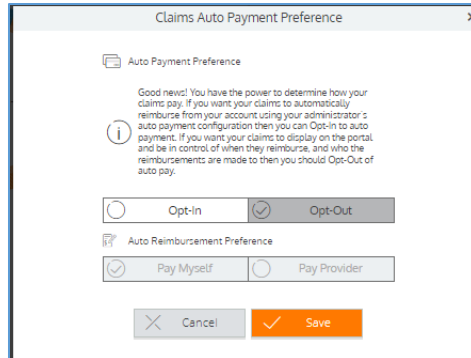 Claims Auto Payment Preference
Auto Payment Preference
Good news! You have the power to determine how your
claims pay. If you want your claims to automatically
reimburse from your account using your administrator's
auto payment configuration then you can Opt-In to auto
payment. If you want your claims to display on the portal
and be in control of when they reimburse, and who the
reimbursements are made to then you should Opt-Out of
auto pay.
Opt-In Opt-Out
Auto Reimbursement Preference
Pay Myself Pay Provider
Cancel Save